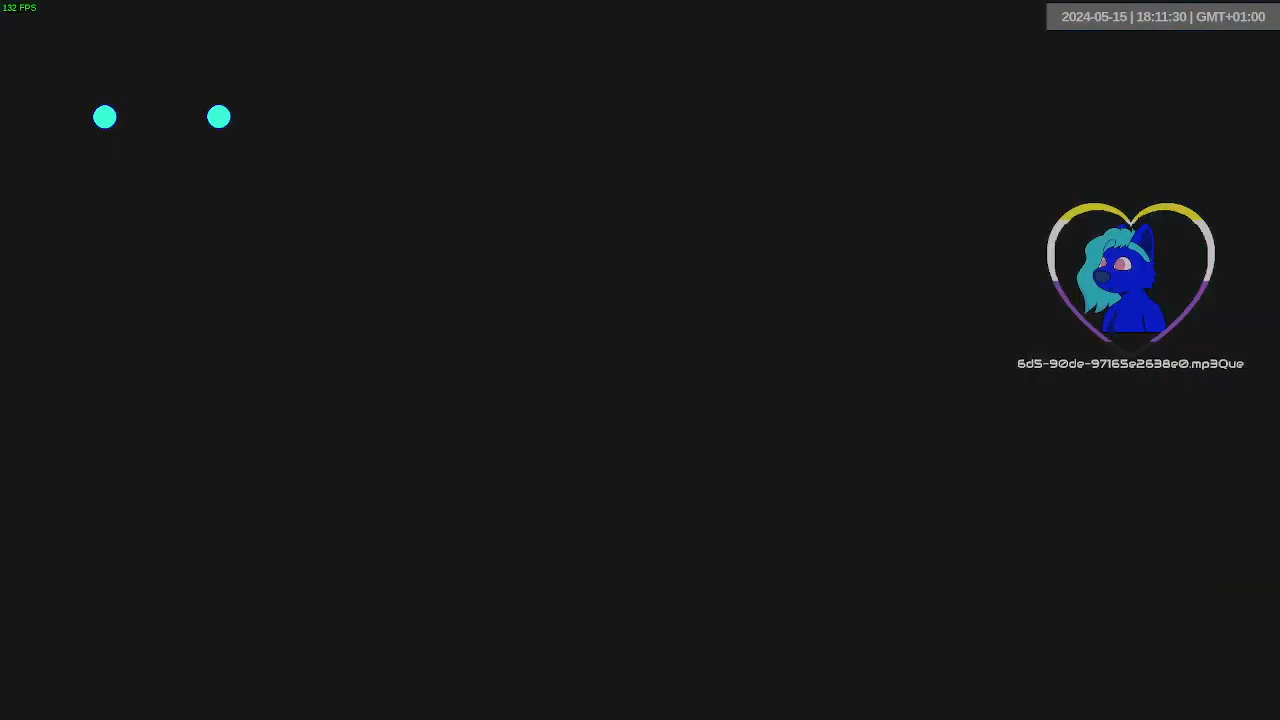 132 FPS
2024-05-15 | 18:11:30 | GMT+01:00
6d5-90de-97165e2638e0.mp3Que